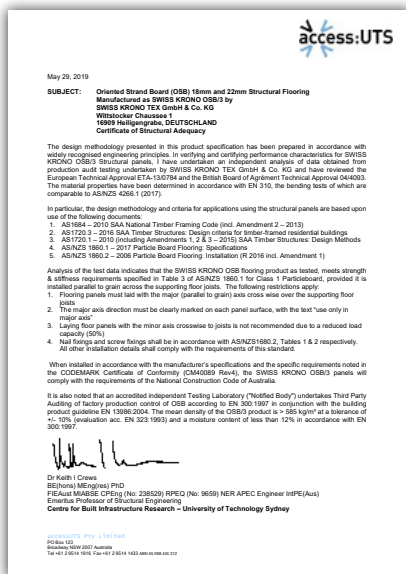 access:UTS
May 29, 2019
SUBJECT: Oriented Strand Board (OSB) 18mm and 22mm Structural Flooring
Manufactured as SWISS KRONO OSB/3 by
SWISS KRONO TEX GmbH & Co. KG
Wittstocker Chaussee 1
16909 Heiligengrabe, DEUTSCHLAND
Certificate of Structural Adequacy
The design methodology presented in this product specification has been prepared in accordance with
widely recognised engineering principles. In verifying and certifying performance characteristics for SWISS
KRONO OSB/3 Structural panels, I have undertaken an independent analysis of data obtained from
production audit testing undertaken by SWISS KRONO TEX GmbH & Co. KG and have reviewed the
European Technical Approval ETA-13/0784 and the British Board of Agrément Technical Approval 04/4093.
The material properties have been determined in accordance with EN 310, the bending tests of which are
comparable to AS/NZS 4266.1 (2017).
In particular, the design methodology and criteria for applications using the structural panels are based upon
use of the following documents:
1. AS1684 – 2010 SAA National Timber Framing Code (incl. Amendment 2 – 2013)
2. AS1720.3 – 2016 SAA Timber Structures: Design criteria for timber-framed residential buildings
3. AS1720.1 – 2010 (including Amendments 1, 2 & 3 – 2015) SAA Timber Structures: Design Methods
4. AS/NZS 1860.1 – 2017 Particle Board Flooring: Specifications
5. AS/NZS 1860.2 – 2006 Particle Board Flooring: Installation (R 2016 incl. Amendment 1)
Analysis of the test data indicates that the SWISS KRONO OSB flooring product as tested, meets strength
& stiffness requirements specified in Table 3 of AS/NZS 1860.1 for Class 1 Particleboard, provided it is
installed parallel to grain across the supporting floor joists. The following restrictions apply:
1. Flooring panels must laid with the major (parallel to grain) axis cross wise over the supporting floor
joists
2. The major axis direction must be clearly marked on each panel surface, with the text "use only in
major axis"
3. Laying floor panels with the minor axis crosswise to joists is not recommended due to a reduced load
capacity (50%)
4. Nail fixings and screw fixings shall be in accordance with AS/NZS1680.2, Tables 1 & 2 respectively.
All other installation details shall comply with the requirements of this standard.
When installed in accordance with the manufacturer's specifications and the specific requirements noted in
the CODEMARK Certificate of Conformity (CM40089 Rev4), the SWISS KRONO OSB/3 panels will
comply with the requirements of the National Construction Code of Australia.
It is also noted that an accredited independent Testing Laboratory ("Notified Body") undertakes Third Party
Auditing of factory production control of OSB according to EN 300:1997 in conjunction with the building
product guideline EN 13986:2004. The mean density of the OSB/3 product is > 585 kg/m³ at a tolerance of
+/- 10% (evaluation acc. EN 323:1993) and a moisture content of less than 12% in accordance with EN
300:1997.
Dr Keith I Crews
BE(hons) MEng(res) PhD
FIEAust MIABSE CPEng (No: 238529) RPEQ (No: 9659) NER APEC Engineer IntPE(Aus)
Emeritus Professor of Structural Engineering
Centre for Built Infrastructure Research – University of Technology Sydney
accessUTS Pty Limited
PO Box 123
Broadway NSW 2007 Australia
Tel +61 2 9514 1916 Fax +61 2 9514 1433